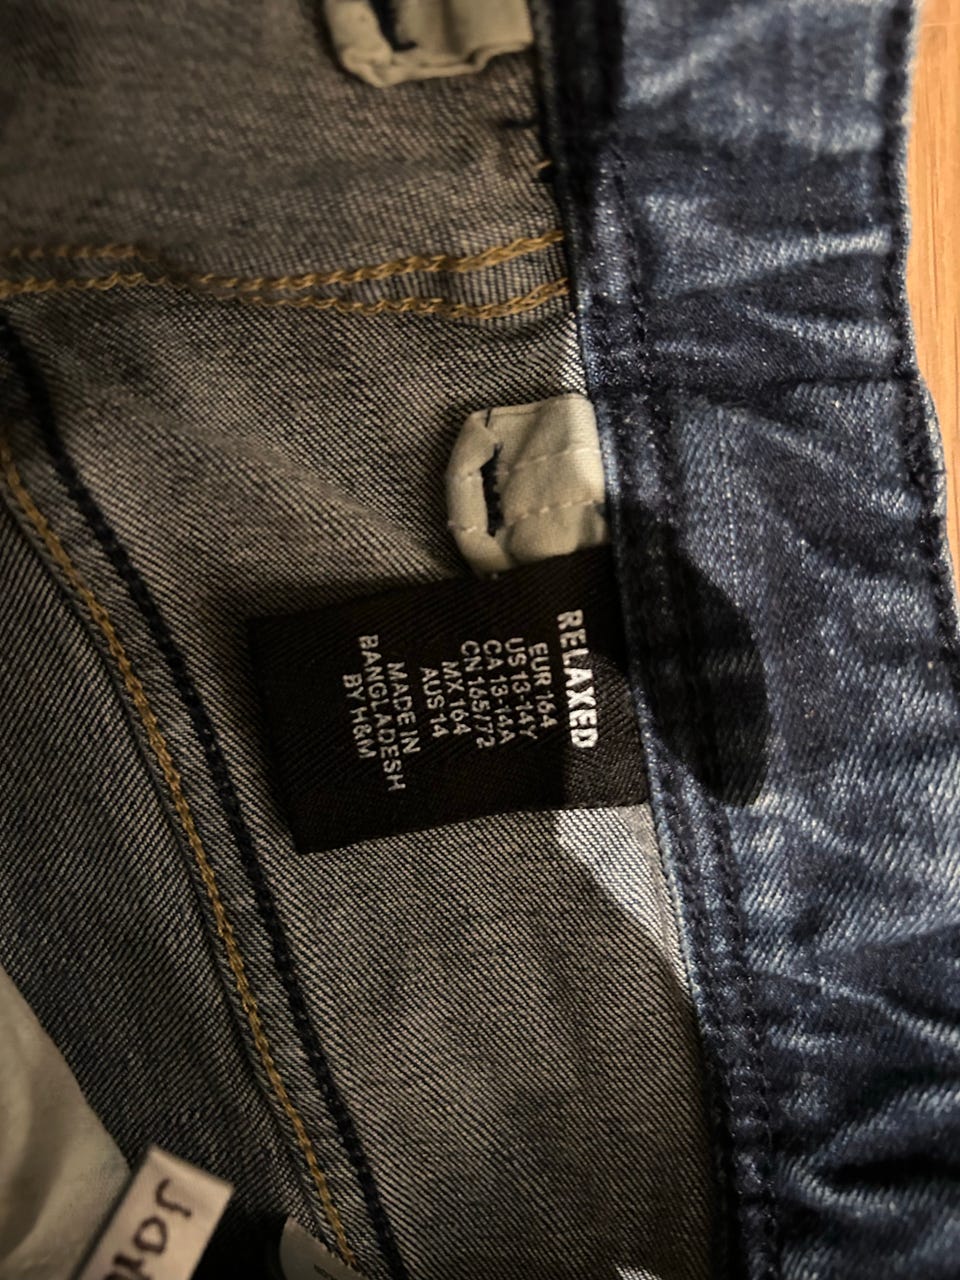 RELAXED
EUR 164
US 13-14Y
CA 13-14A
CN 165/72
MX 164
AUS 14
MADE IN
BANGLADESH
BY H&M